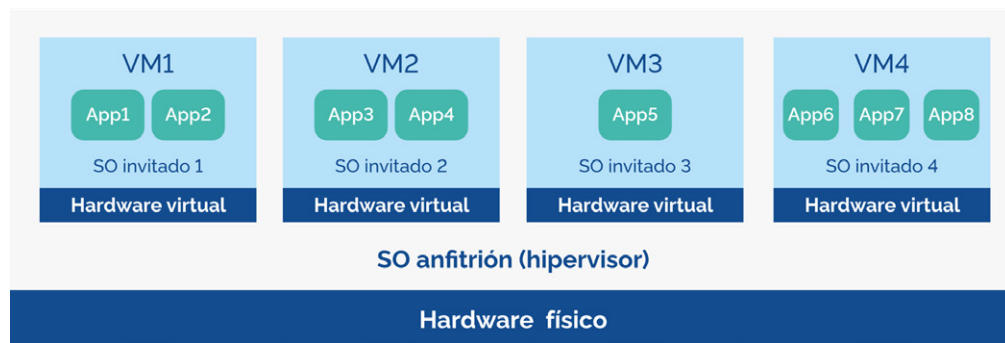 VM1
App1 App2
SO invitado 1
Hardware virtual
VM2
App3 App4
SO invitado 2
Hardware virtual
VM3
App5
SO invitado 3
Hardware virtual
VM4
App6 App7 App8
SO invitado 4
Hardware virtual
SO anfitrión (hipervisor)
Hardware físico